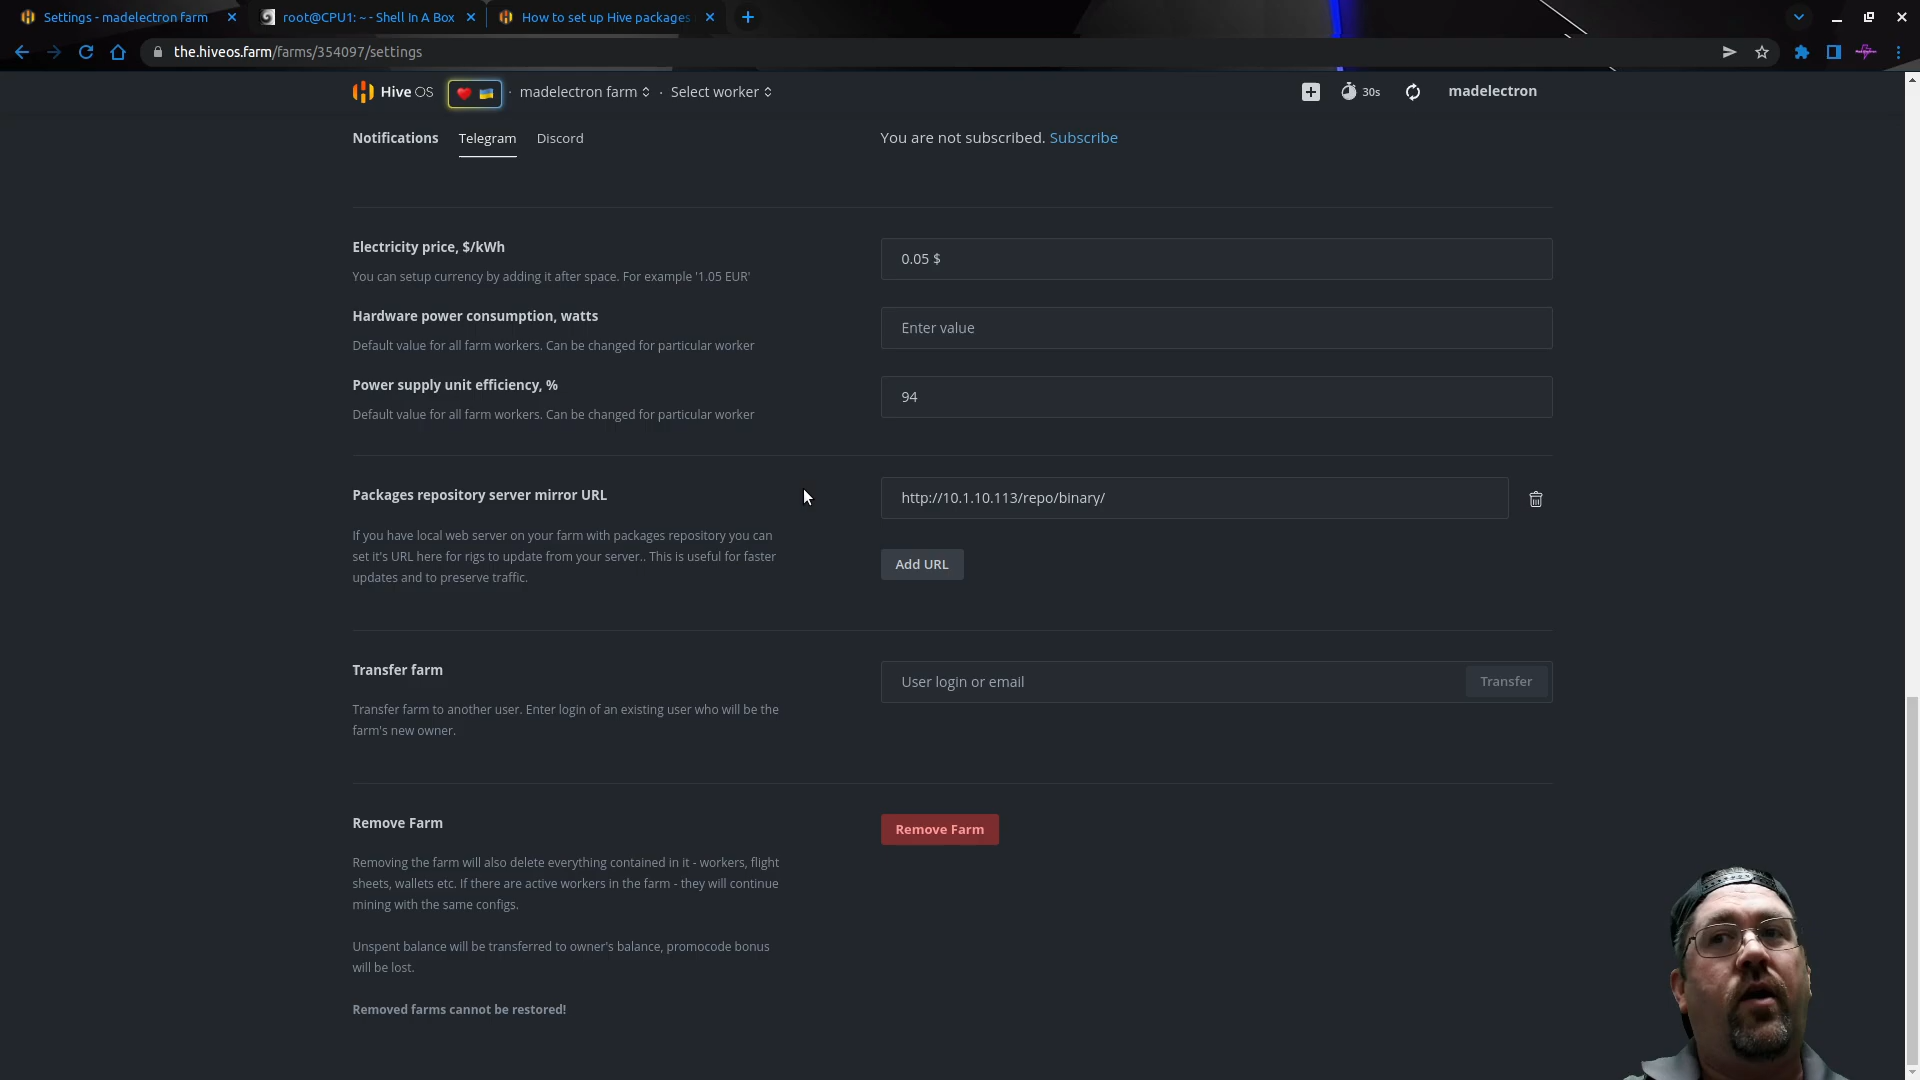 Settings - madelectron farm
root@CPU1: ~ - Shell In A Box
How to set up Hive packages
the.hiveos.farm/farms/354097/settings
Hive OS
madelectron farm
Select worker
30s
madelectron
Notifications
Telegram
Discord
You are not subscribed. Subscribe
Electricity price, $/kWh
0.05 $
You can setup currency by adding it after space. For example '1.05 EUR'
Hardware power consumption, watts
Enter value
Default value for all farm workers. Can be changed for particular worker
Power supply unit efficiency, %
94
Default value for all farm workers. Can be changed for particular worker
Packages repository server mirror URL
http://10.1.10.113/repo/binary/
If you have local web server on your farm with packages repository you can
set it's URL here for rigs to update from your server.. This is useful for faster
updates and to preserve traffic.
Add URL
Transfer farm
User login or email
Transfer
Transfer farm to another user. Enter login of an existing user who will be the
farm's new owner.
Remove Farm
Remove Farm
Removing the farm will also delete everything contained in it - workers, flight
sheets, wallets etc. If there are active workers in the farm - they will continue
mining with the same configs.
Unspent balance will be transferred to owner's balance, promocode bonus
will be lost.
Removed farms cannot be restored!